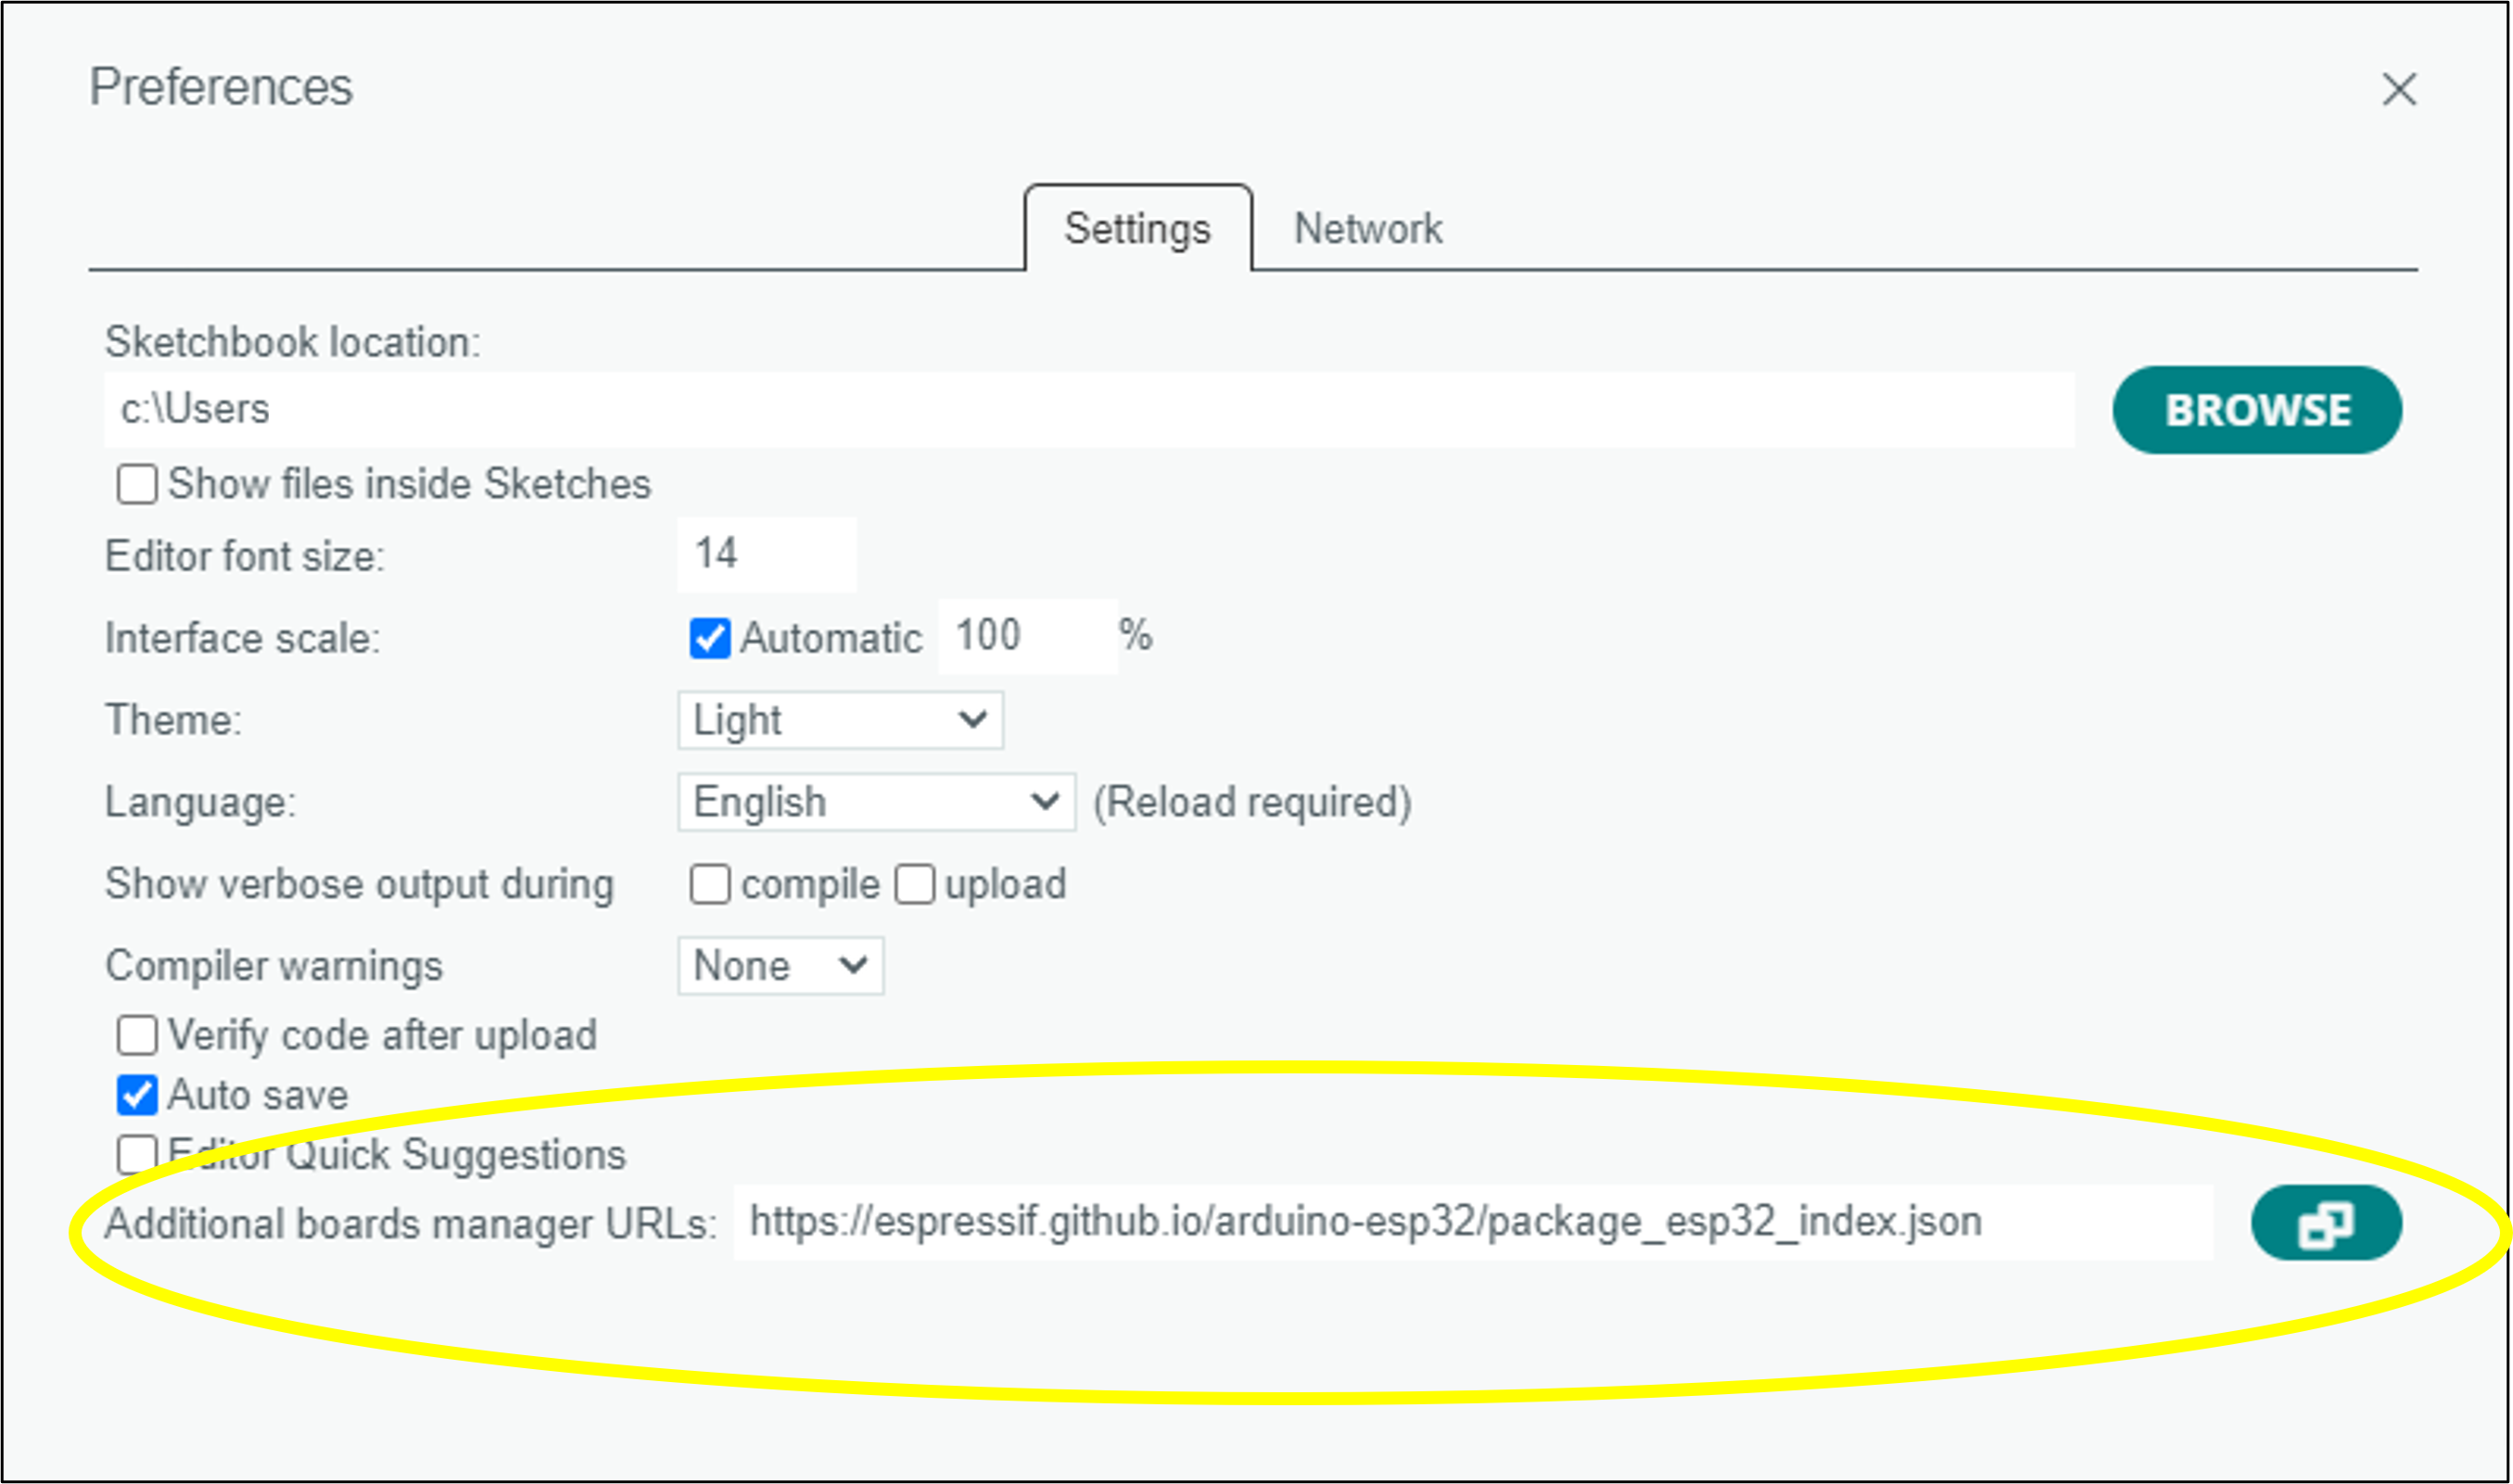 Preferences
Settings Network
Sketchbook location:
c:\Users
BROWSE
Show files inside Sketches
Editor font size: 14
Interface scale: Automatic 100 %
Theme: Light
Language: English (Reload required)
Show verbose output during compile upload
Compiler warnings None
Verify code after upload
Auto save
Editor Quick Suggestions
Additional boards manager URLs: https://espressif.github.io/arduino-esp32/package_esp32_index.json